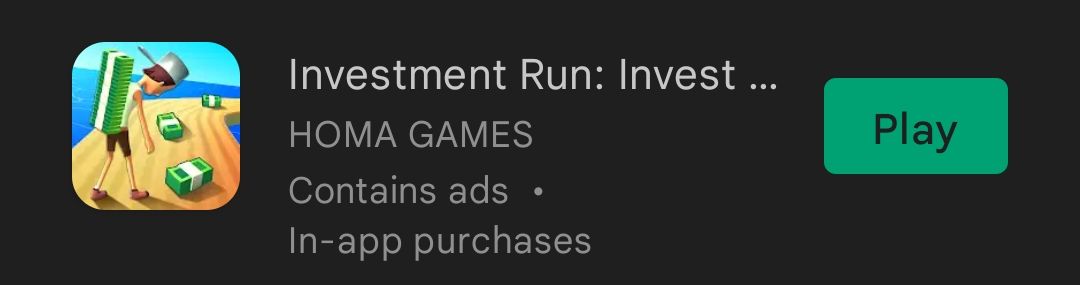 Investment Run: Invest ...
HOMA GAMES
Contains ads •
In-app purchases
Play